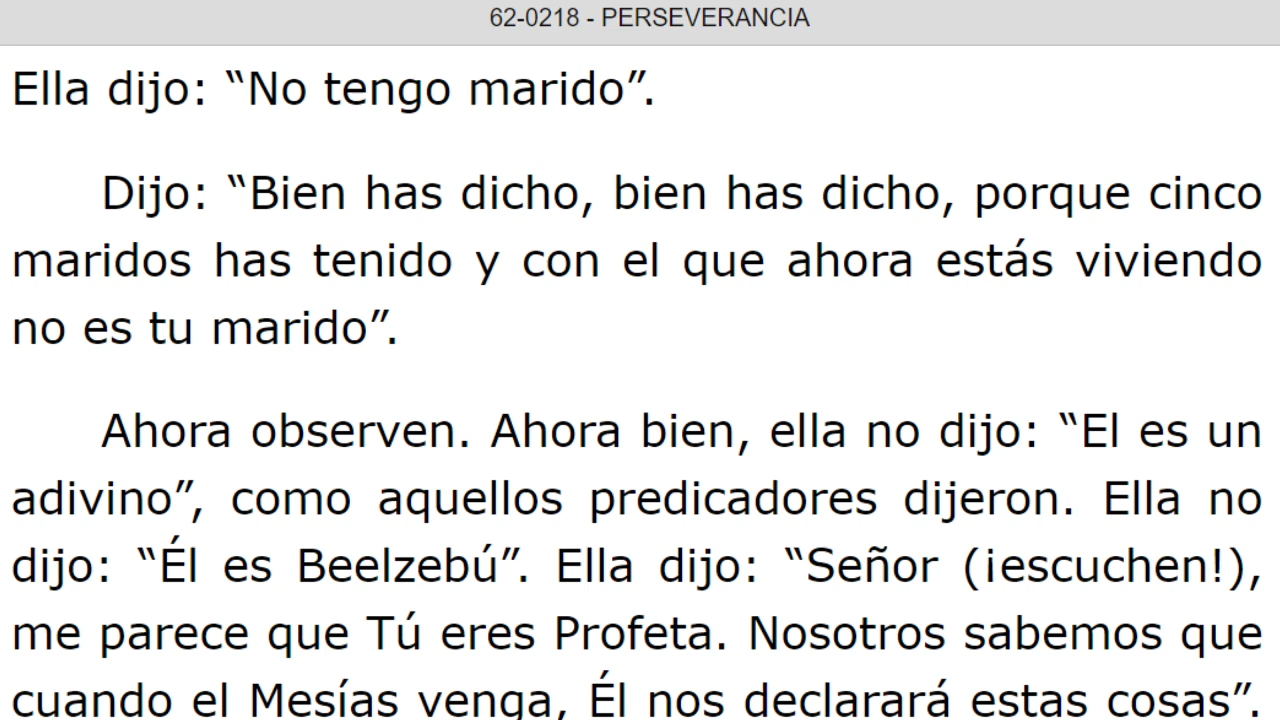 62-0218 - PERSEVERANCIA
Ella dijo: “No tengo marido”.
Dijo: “Bien has dicho, bien has dicho, porque cinco
maridos has tenido y con el que ahora estás viviendo
no es tu marido”.
Ahora observen. Ahora bien, ella no dijo: “El es un
adivino”, como aquellos predicadores dijeron. Ella no
dijo: “Él es Beelzebú”. Ella dijo: “Señor (¡escuchen!),
me parece que Tú eres Profeta. Nosotros sabemos que
cuando el Mesías venga, Él nos declarará estas cosas”.